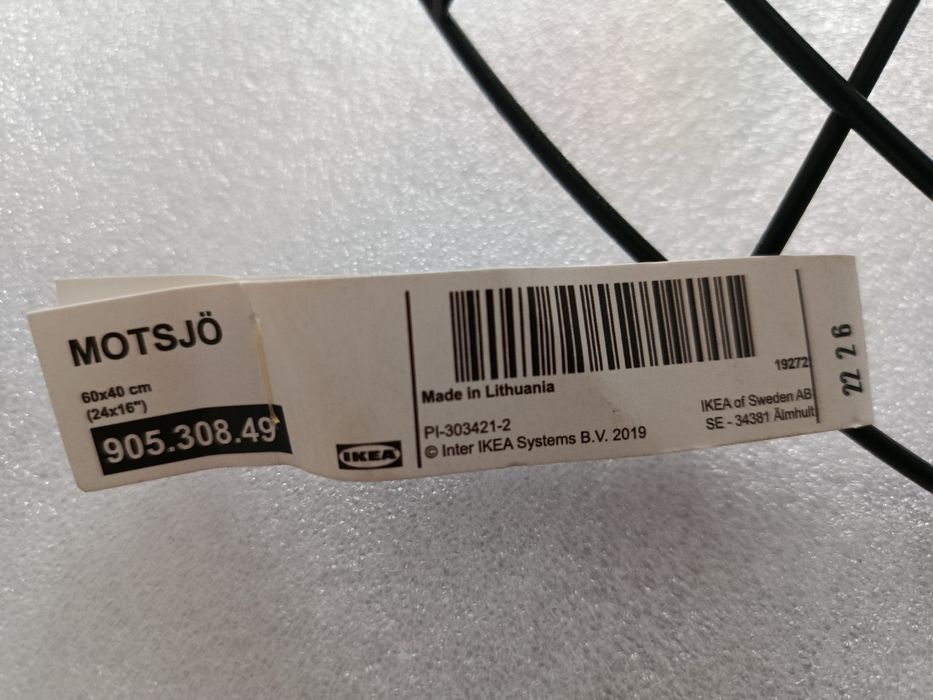 MOTSJÖ
60x40 cm
(24x16")
905.308.49
IKEA
Made in Lithuania
19272
PI-303421-2
© Inter IKEA Systems B.V. 2019
IKEA of Sweden AB
SE - 34381 Älmhult
22 26